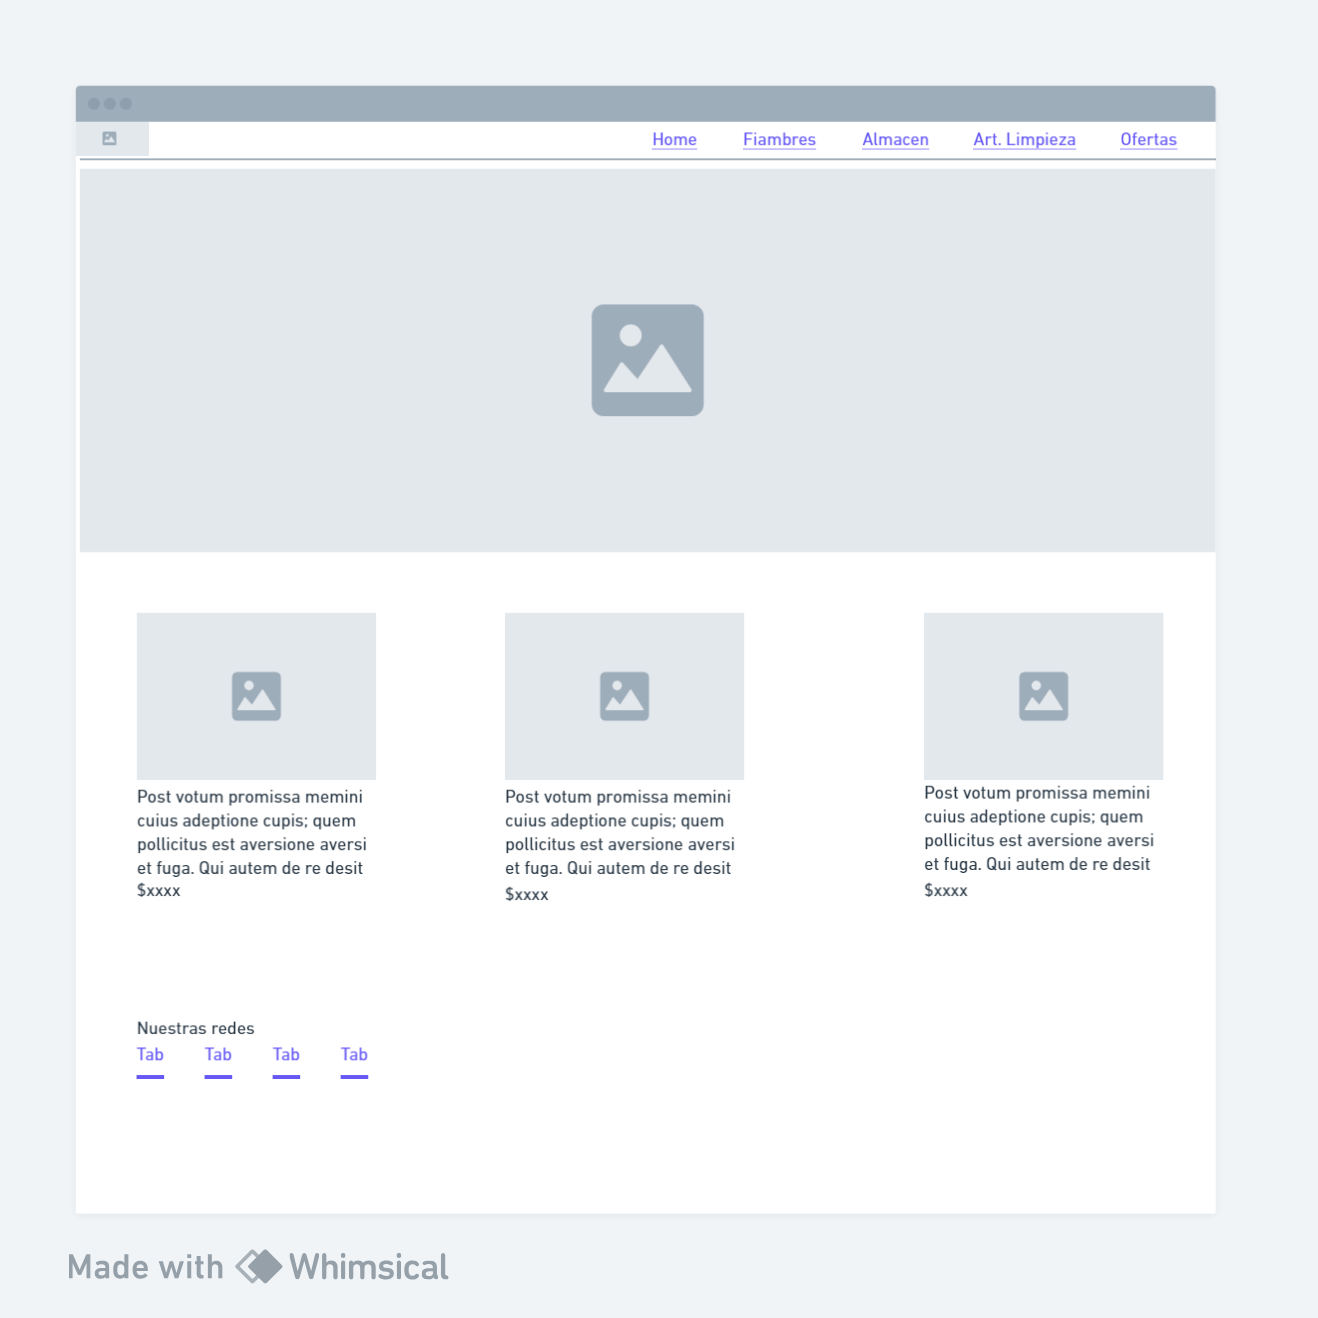 Home Fiambres Almacen Art. Limpieza Ofertas
Post votum promissa memini
cuius adeptione cupis; quem
pollicitus est aversione aversi
et fuga. Qui autem de re desit
$xxxx
Post votum promissa memini
cuius adeptione cupis; quem
pollicitus est aversione aversi
et fuga. Qui autem de re desit
$xxxx
Post votum promissa memini
cuius adeptione cupis; quem
pollicitus est aversione aversi
et fuga. Qui autem de re desit
$xxxx
Nuestras redes
Tab Tab Tab Tab
Made with Whimsical